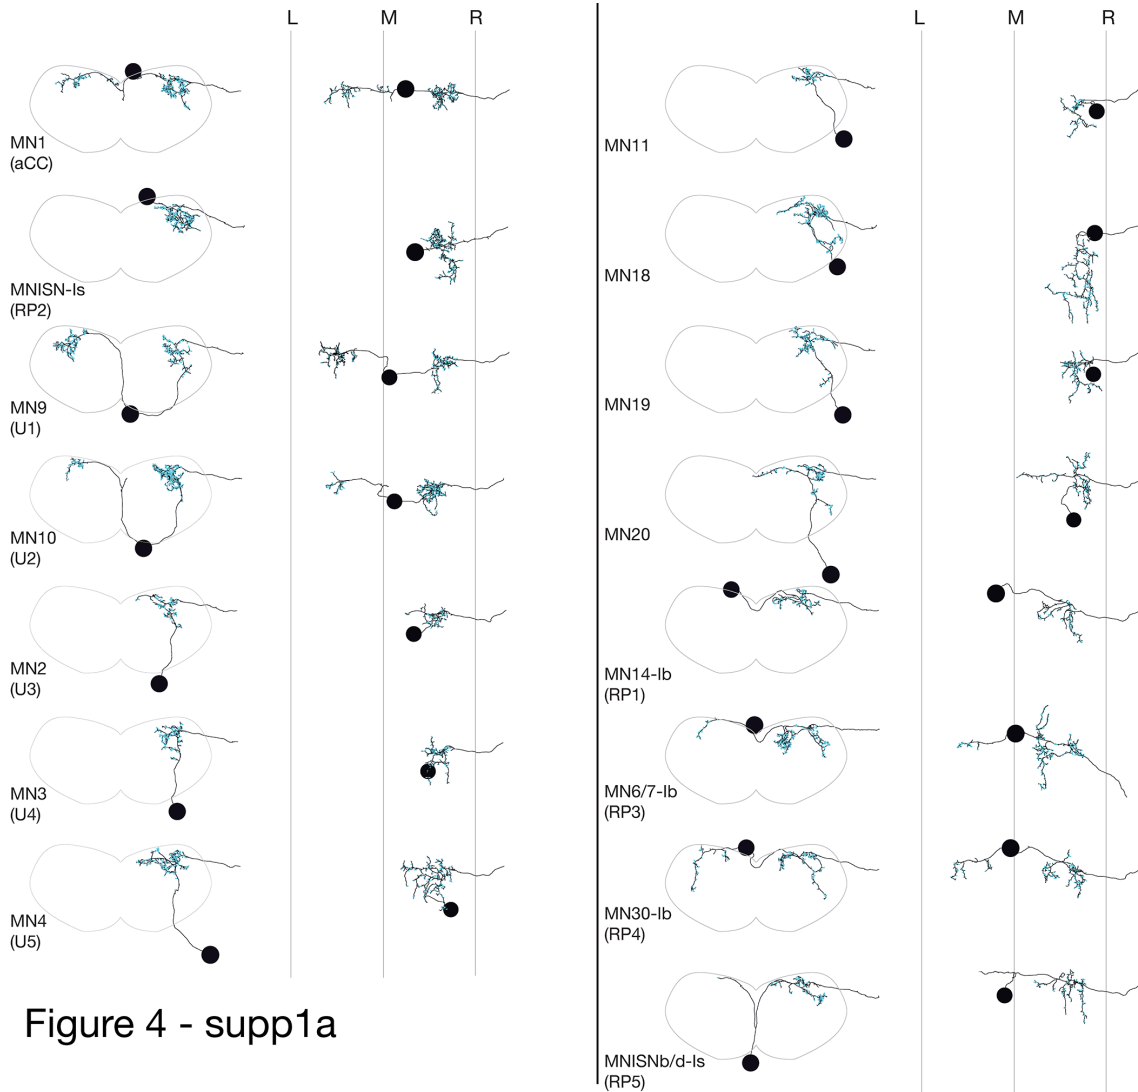 L M R
MN1
(aCC)
MNISN-Is
(RP2)
MN9
(U1)
MN10
(U2)
MN2
(U3)
MN3
(U4)
MN4
(U5)
Figure 4 - supp1a
L M R
MN11
MN18
MN19
MN20
MN14-Ib
(RP1)
MN6/7-Ib
(RP3)
MN30-Ib
(RP4)
MNISNb/d-Is
(RP5)